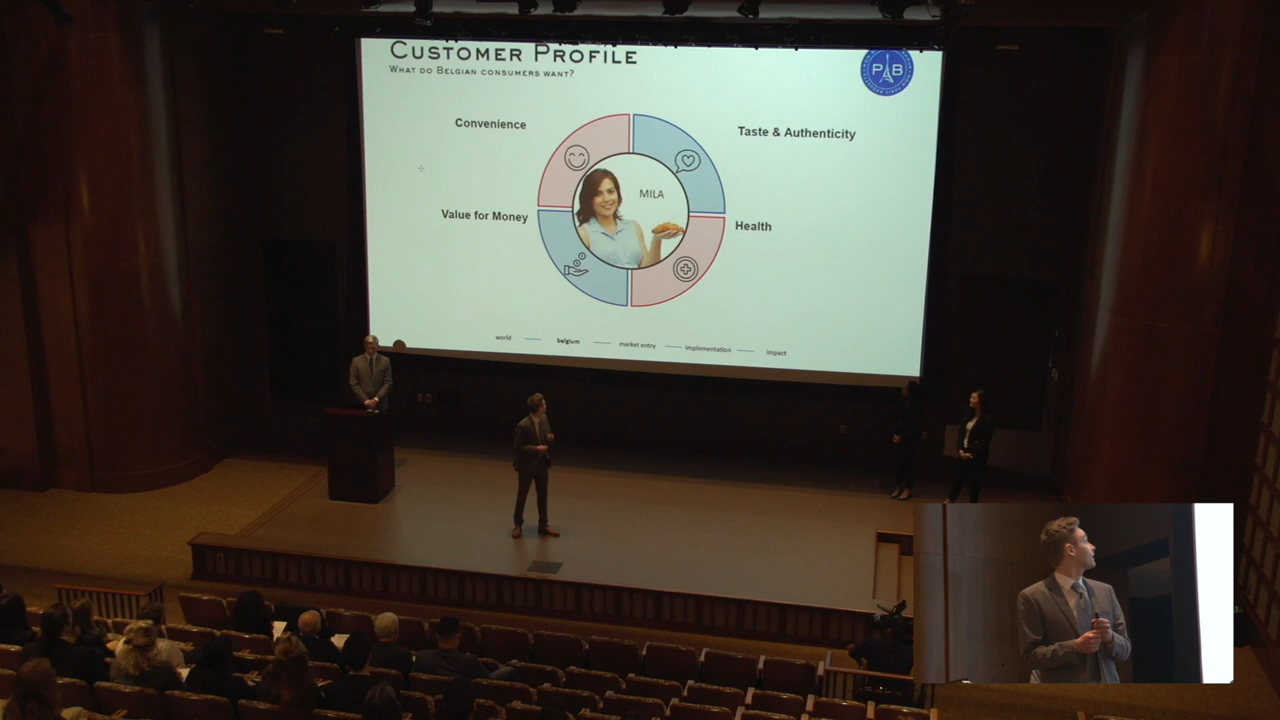 CUSTOMER PROFILE
WHAT DO BELGIAN CONSUMERS WANT?
PAB
Convenience
Taste & Authenticity
MILA
Value for Money
Health
world
belgium
market entry
implementation
impact